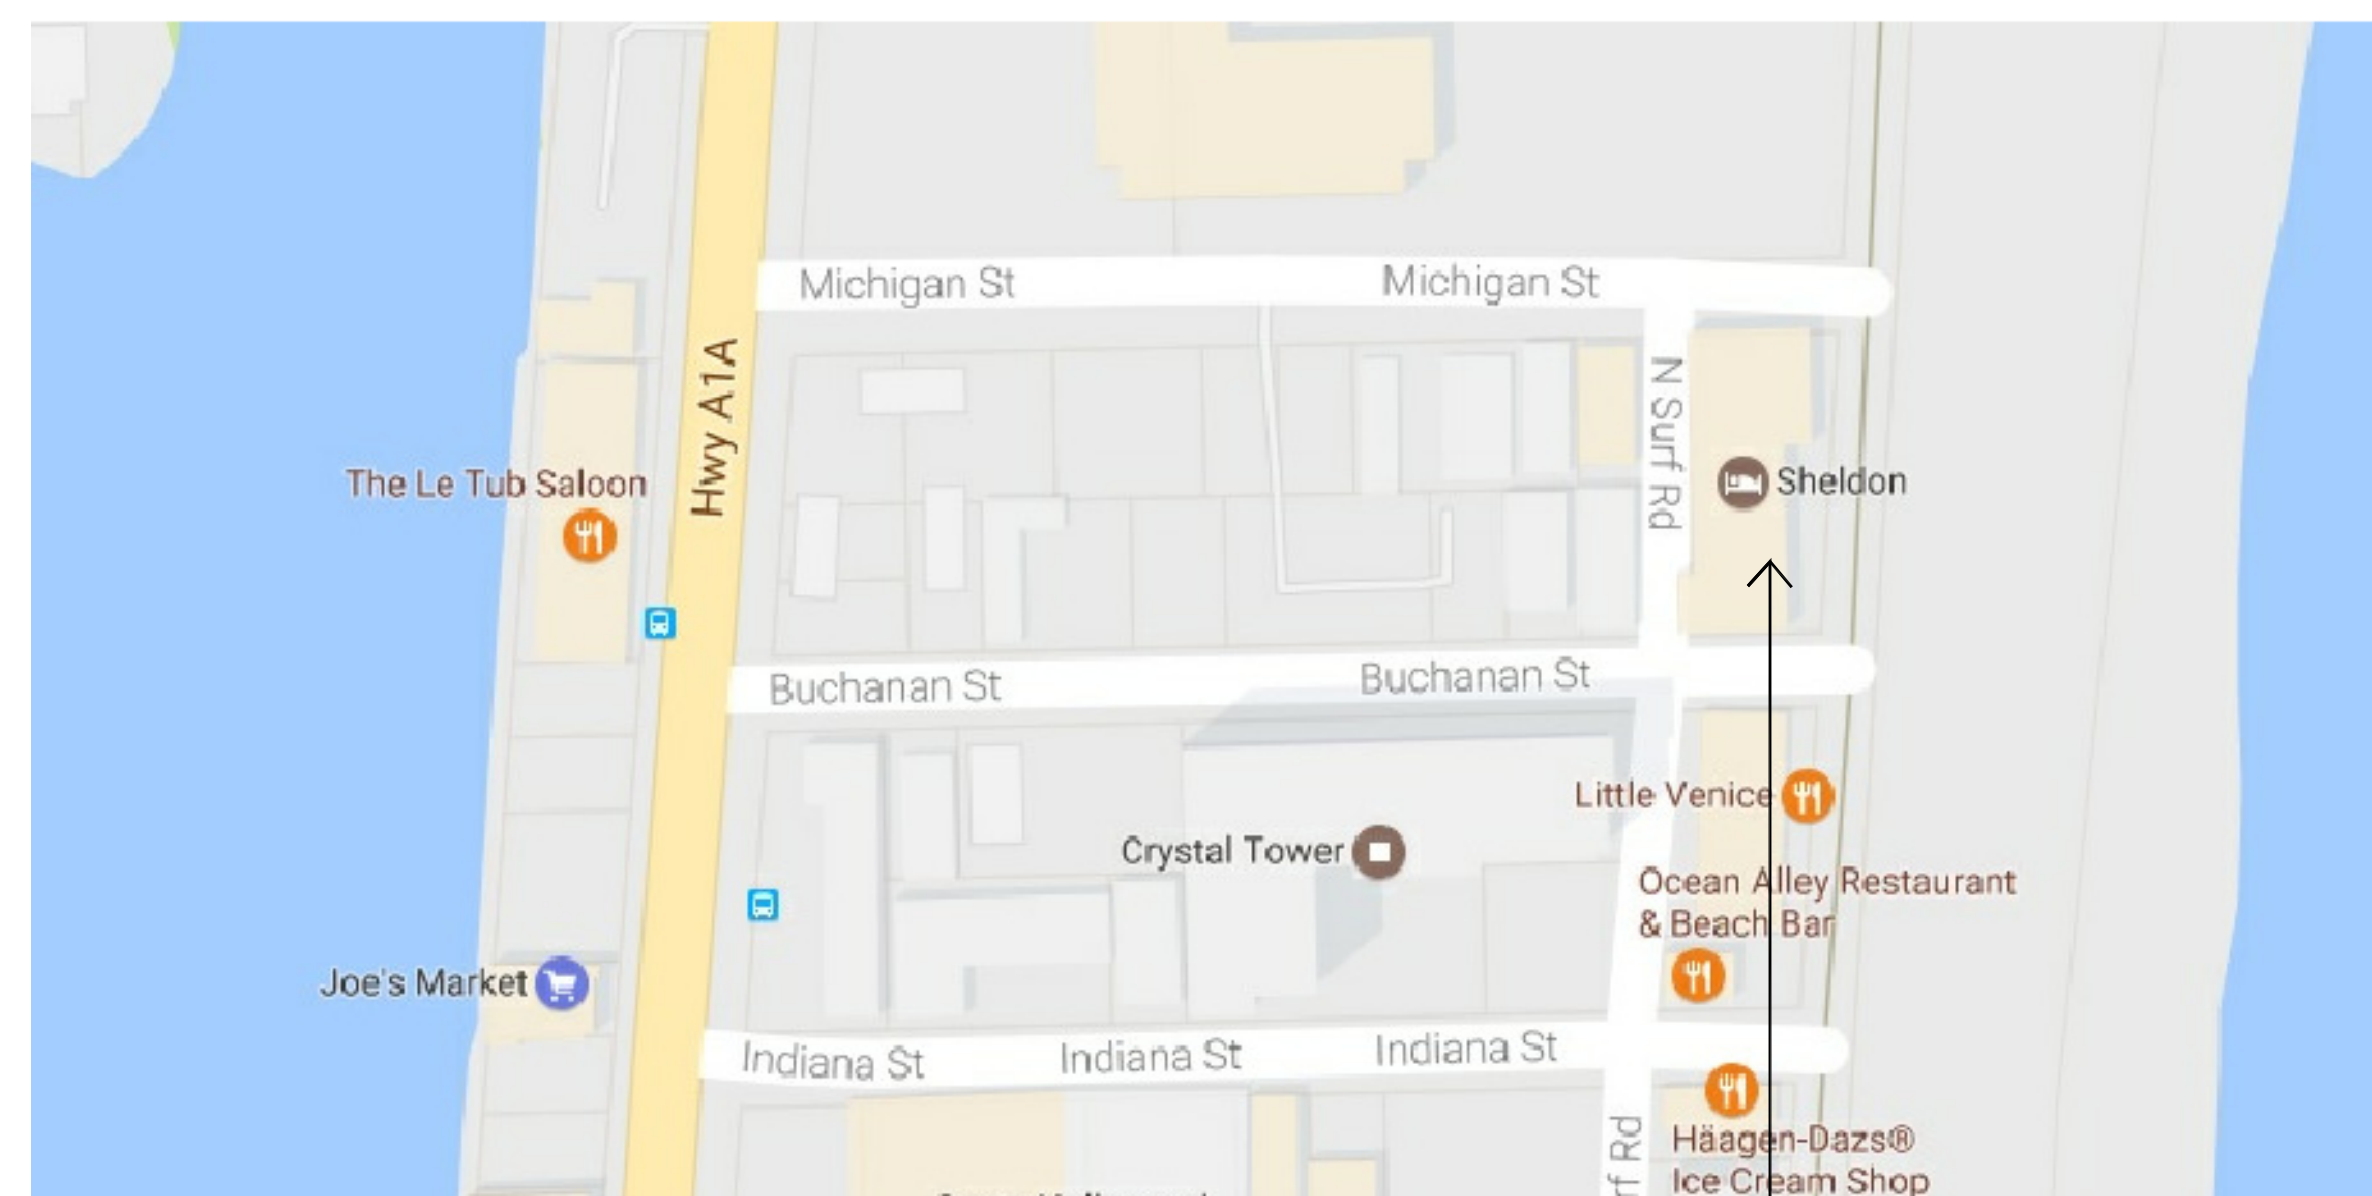 Michigan St
Michigan St
Hwy A1A
N Surf Rd
The Le Tub Saloon
Sheldon
Buchanan St
Buchanan St
Little Venice
Crystal Tower
Ocean Alley Restaurant
& Beach Bar
Joe's Market
Indiana St
Indiana St
Indiana St
Rd
Häagen-Dazs®
Ice Cream Shop